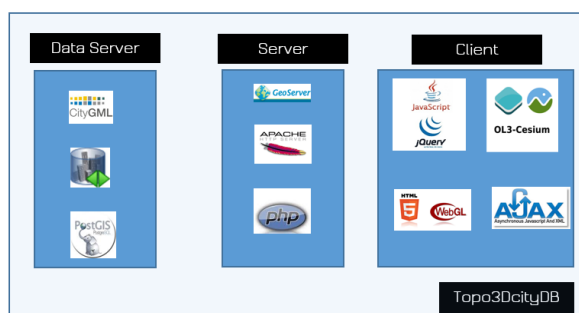 Data Server
Server
Client
CityGML
PostGIS
GeoServer
APACHE
HTTP SERVER
php
JavaScript
jQuery
OL3-Cesium
HTML
5
WebGL
AJAX
Asynchronous Javascript And XML
Topo3DcityDB